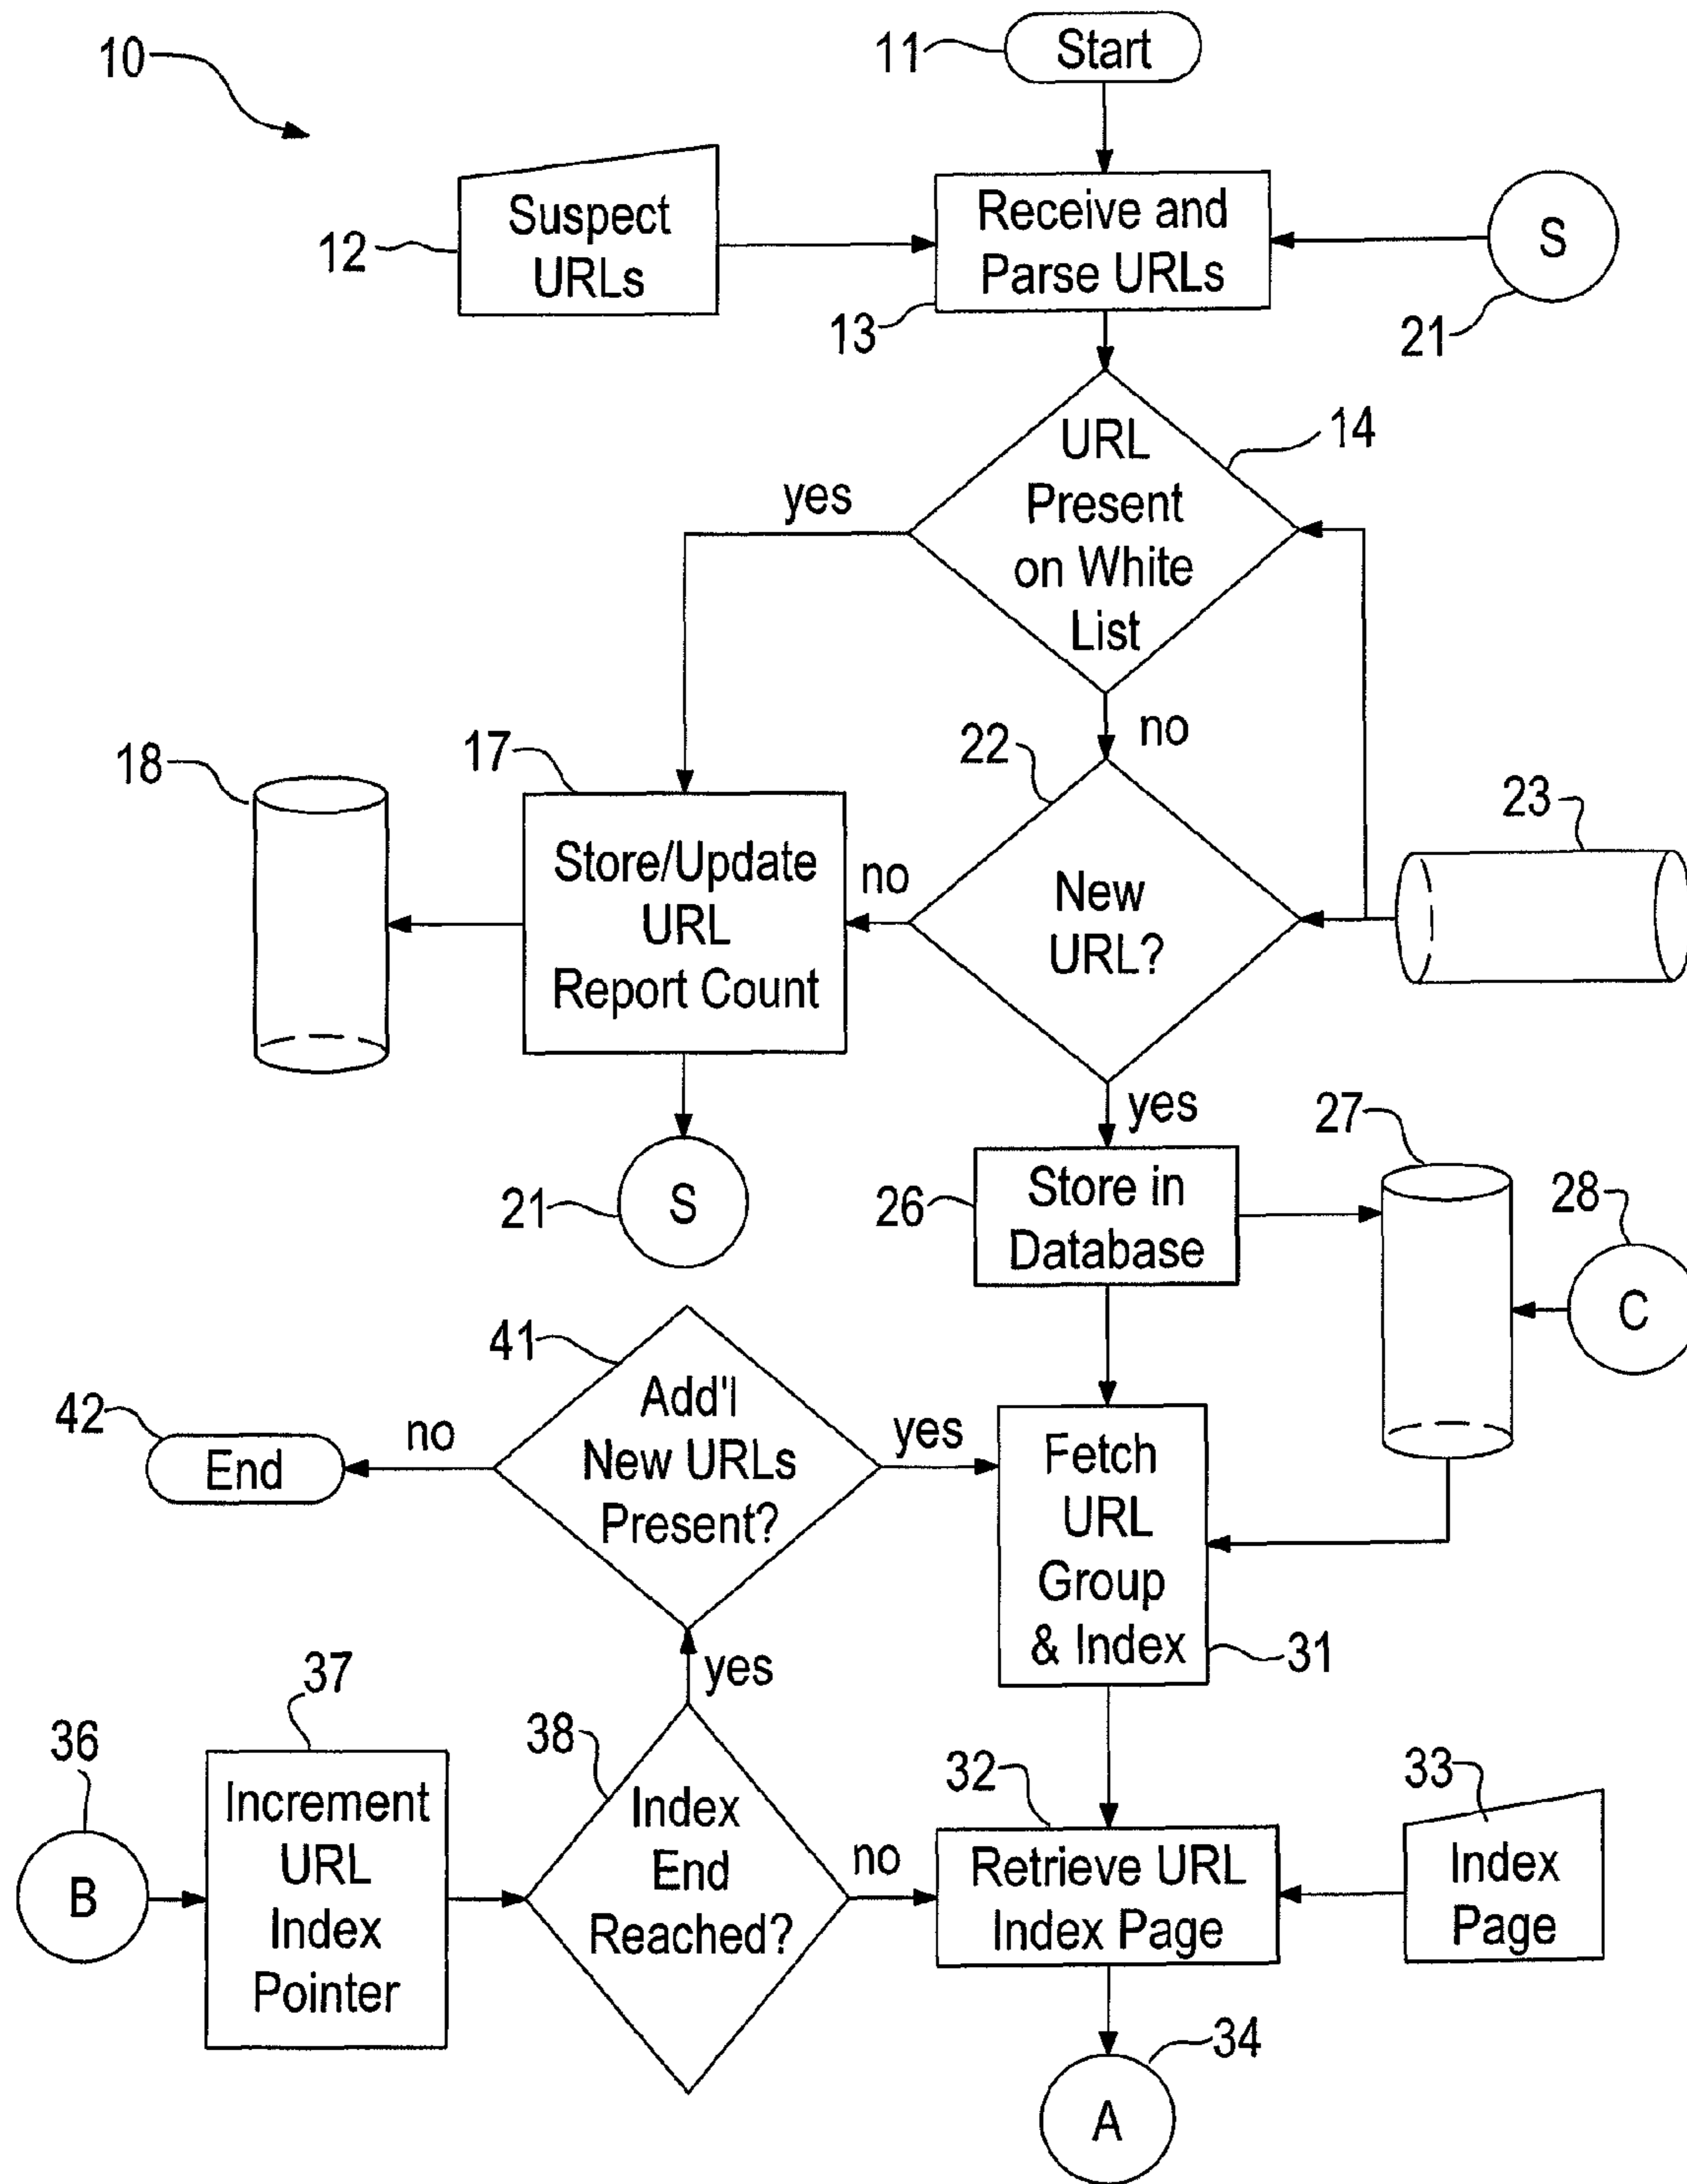 10
11
Start
12
Suspect
URLs
Receive and
Parse URLs
13
S
21
14
URL
Present
on White
List
yes
no
18
17
Store/Update
URL
Report Count
no
22
New
URL?
23
yes
21
S
26
Store in
Database
27
28
C
41
Add'l
New URLs
Present?
42
End
no
yes
Fetch
URL
Group
& Index
31
yes
36
B
37
Increment
URL
Index
Pointer
38
Index
End
Reached?
no
32
Retrieve URL
Index Page
33
Index
Page
34
A